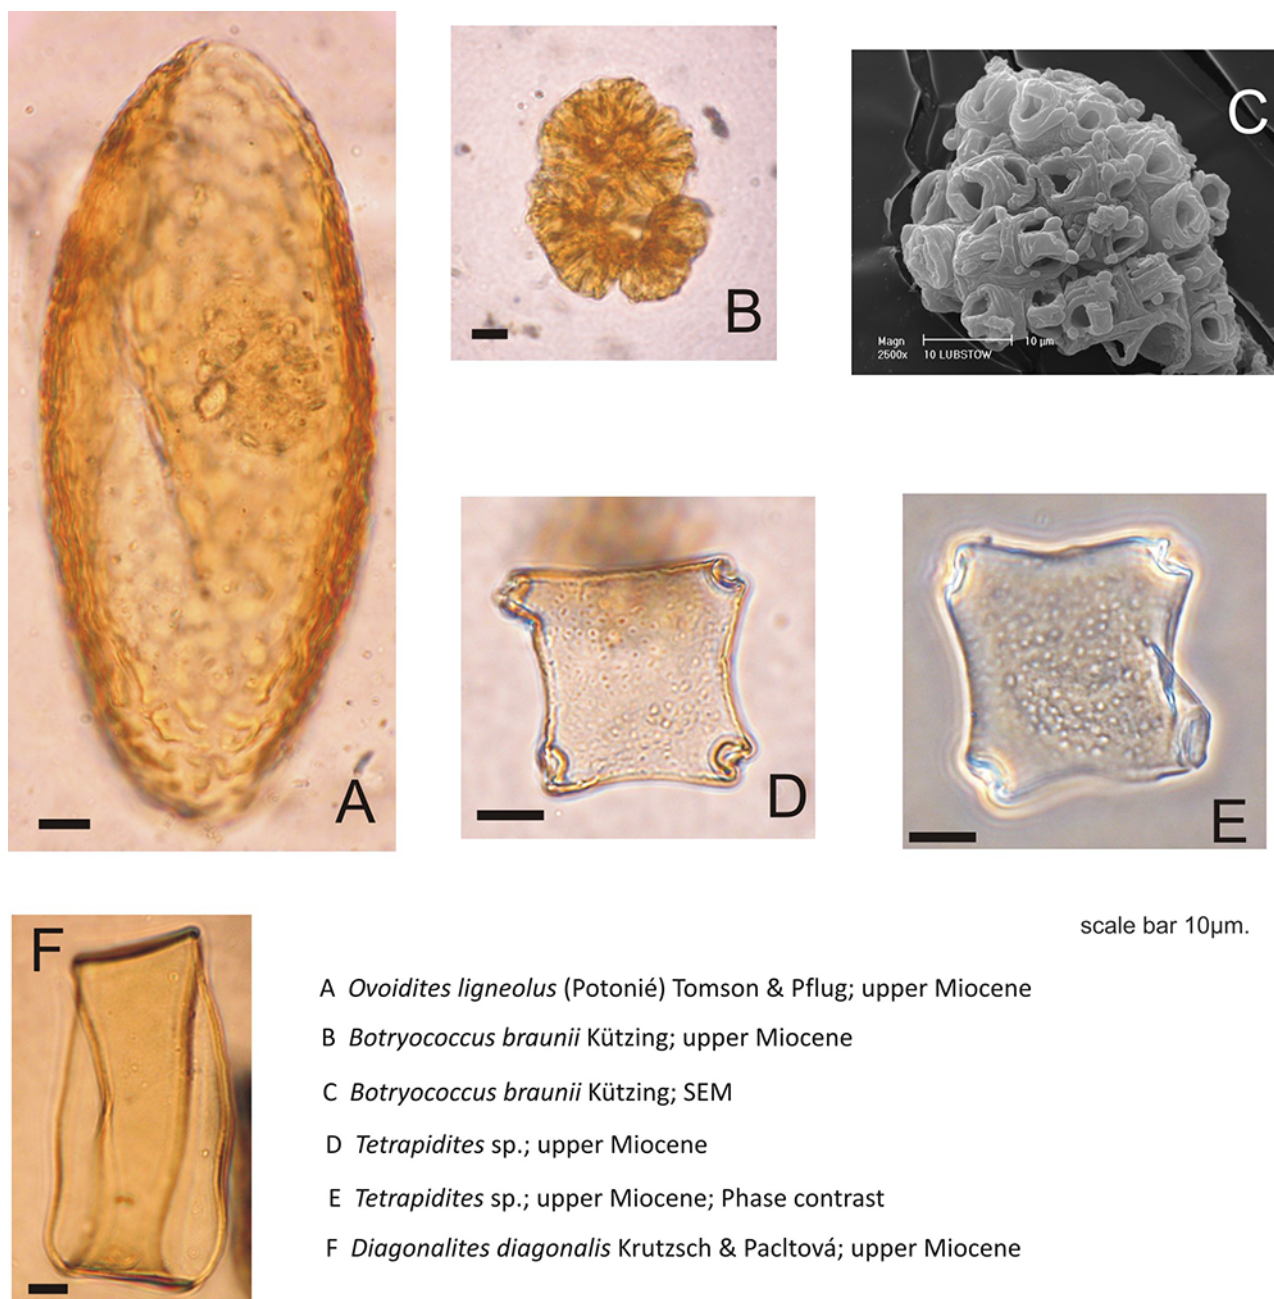 A
B
C
Magn
2500x
10 µm
10 LUBSTOW
D
E
F
scale bar 10µm.
A Ovoidites ligneolus (Potonié) Tomson & Pflug; upper Miocene
B Botryococcus braunii Kützing; upper Miocene
C Botryococcus braunii Kützing; SEM
D Tetrapidites sp.; upper Miocene
E Tetrapidites sp.; upper Miocene; Phase contrast
F Diagonalites diagonalis Krutzsch & Pacltová; upper Miocene